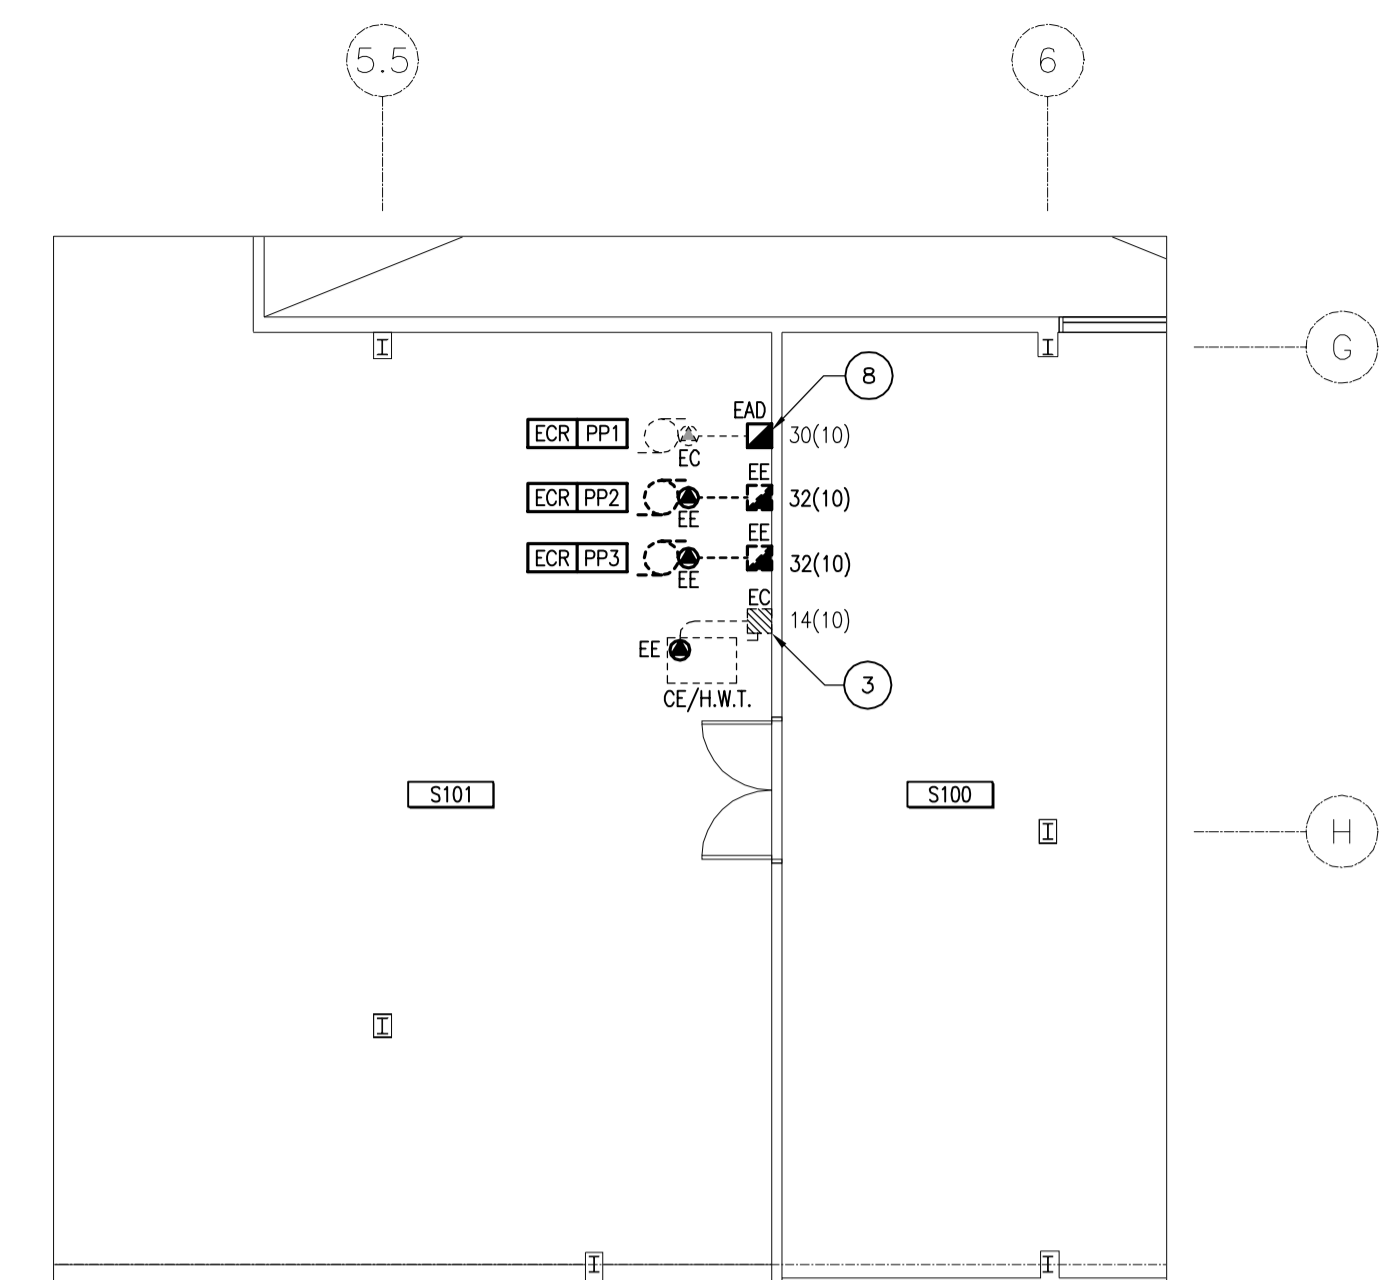 5.5
6
G
8
EAD
ECR PP1
30(10)
EC
EE
ECR PP2
32(10)
EE
EE
ECR PP3
32(10)
EE
EC
14(10)
EE
3
CE/H.W.T.
S101
S100
H
I
I
I
I
I
I